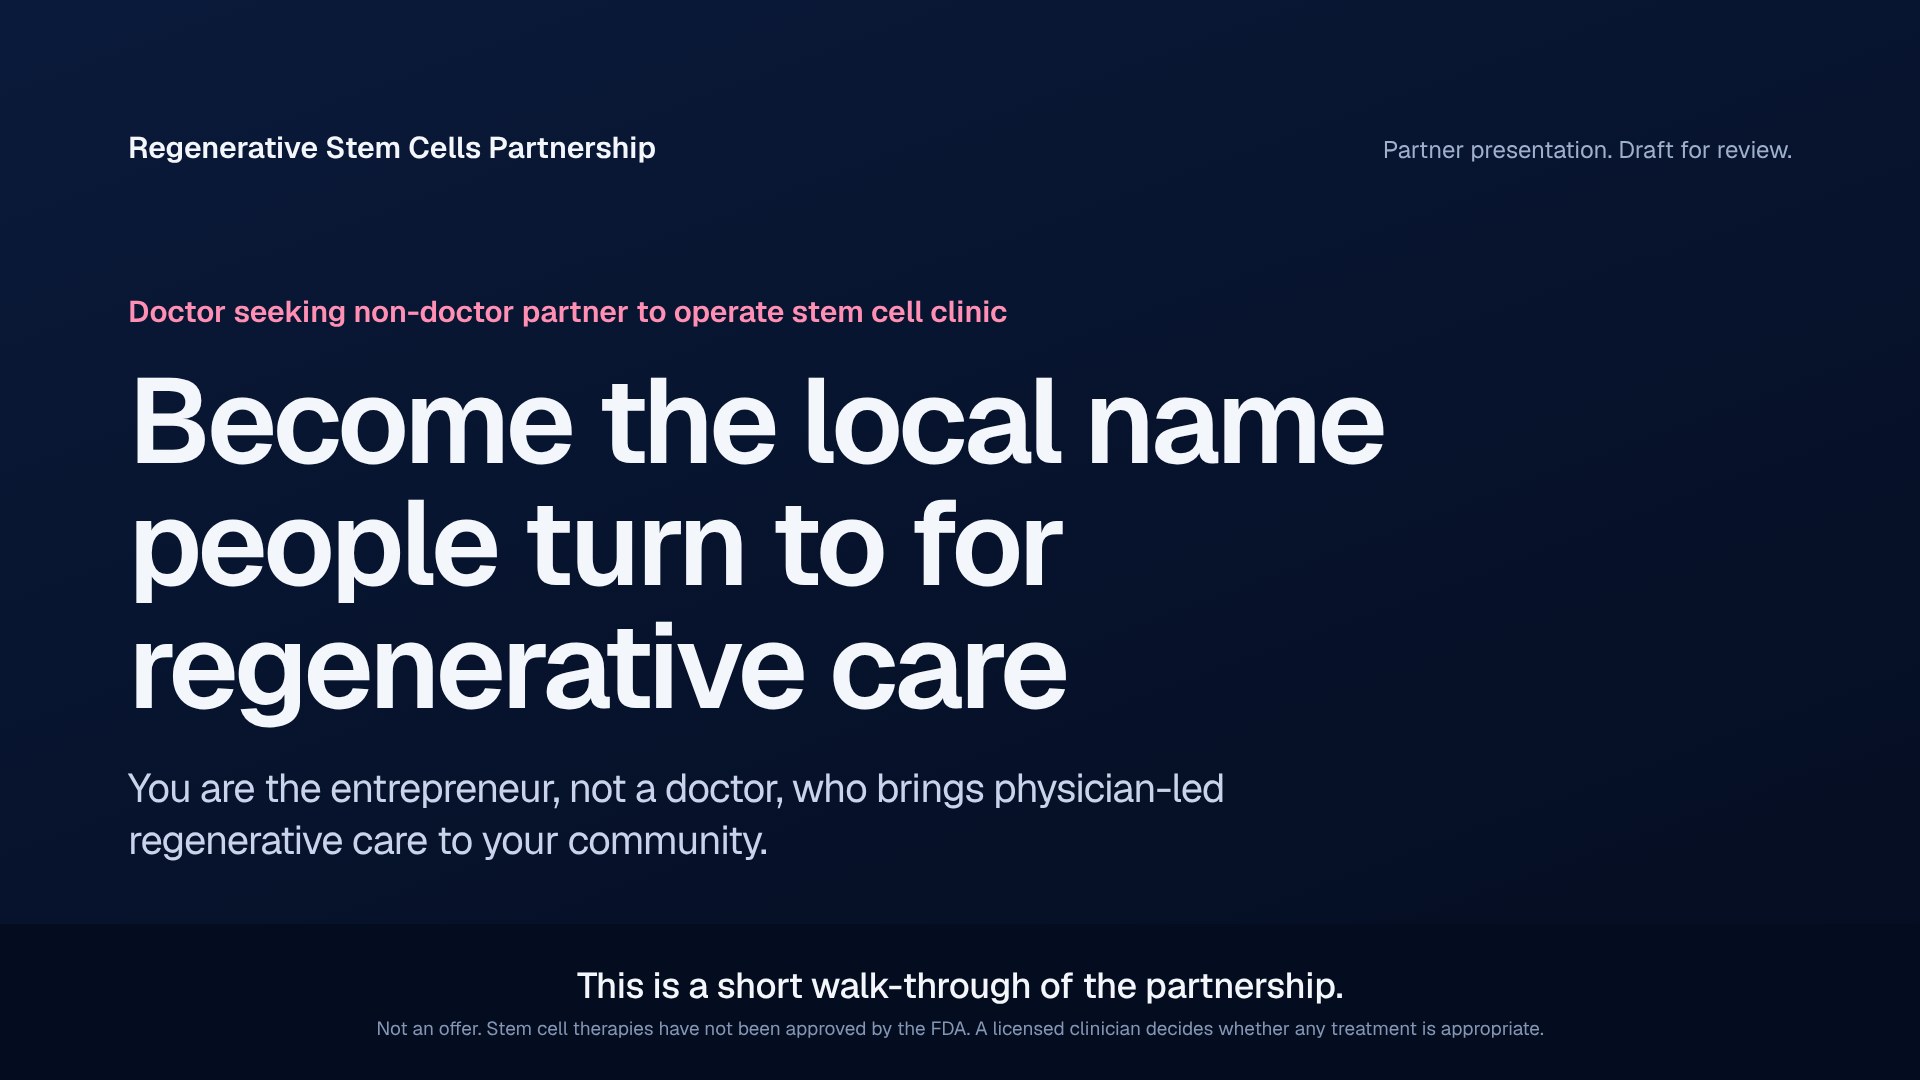 Regenerative Stem Cells Partnership
Partner presentation. Draft for review.
Doctor seeking non-doctor partner to operate stem cell clinic
Become the local name
people turn to for
regenerative care
You are the entrepreneur, not a doctor, who brings physician-led
regenerative care to your community.
This is a short walk-through of the partnership.
Not an offer. Stem cell therapies have not been approved by the FDA. A licensed clinician decides whether any treatment is appropriate.